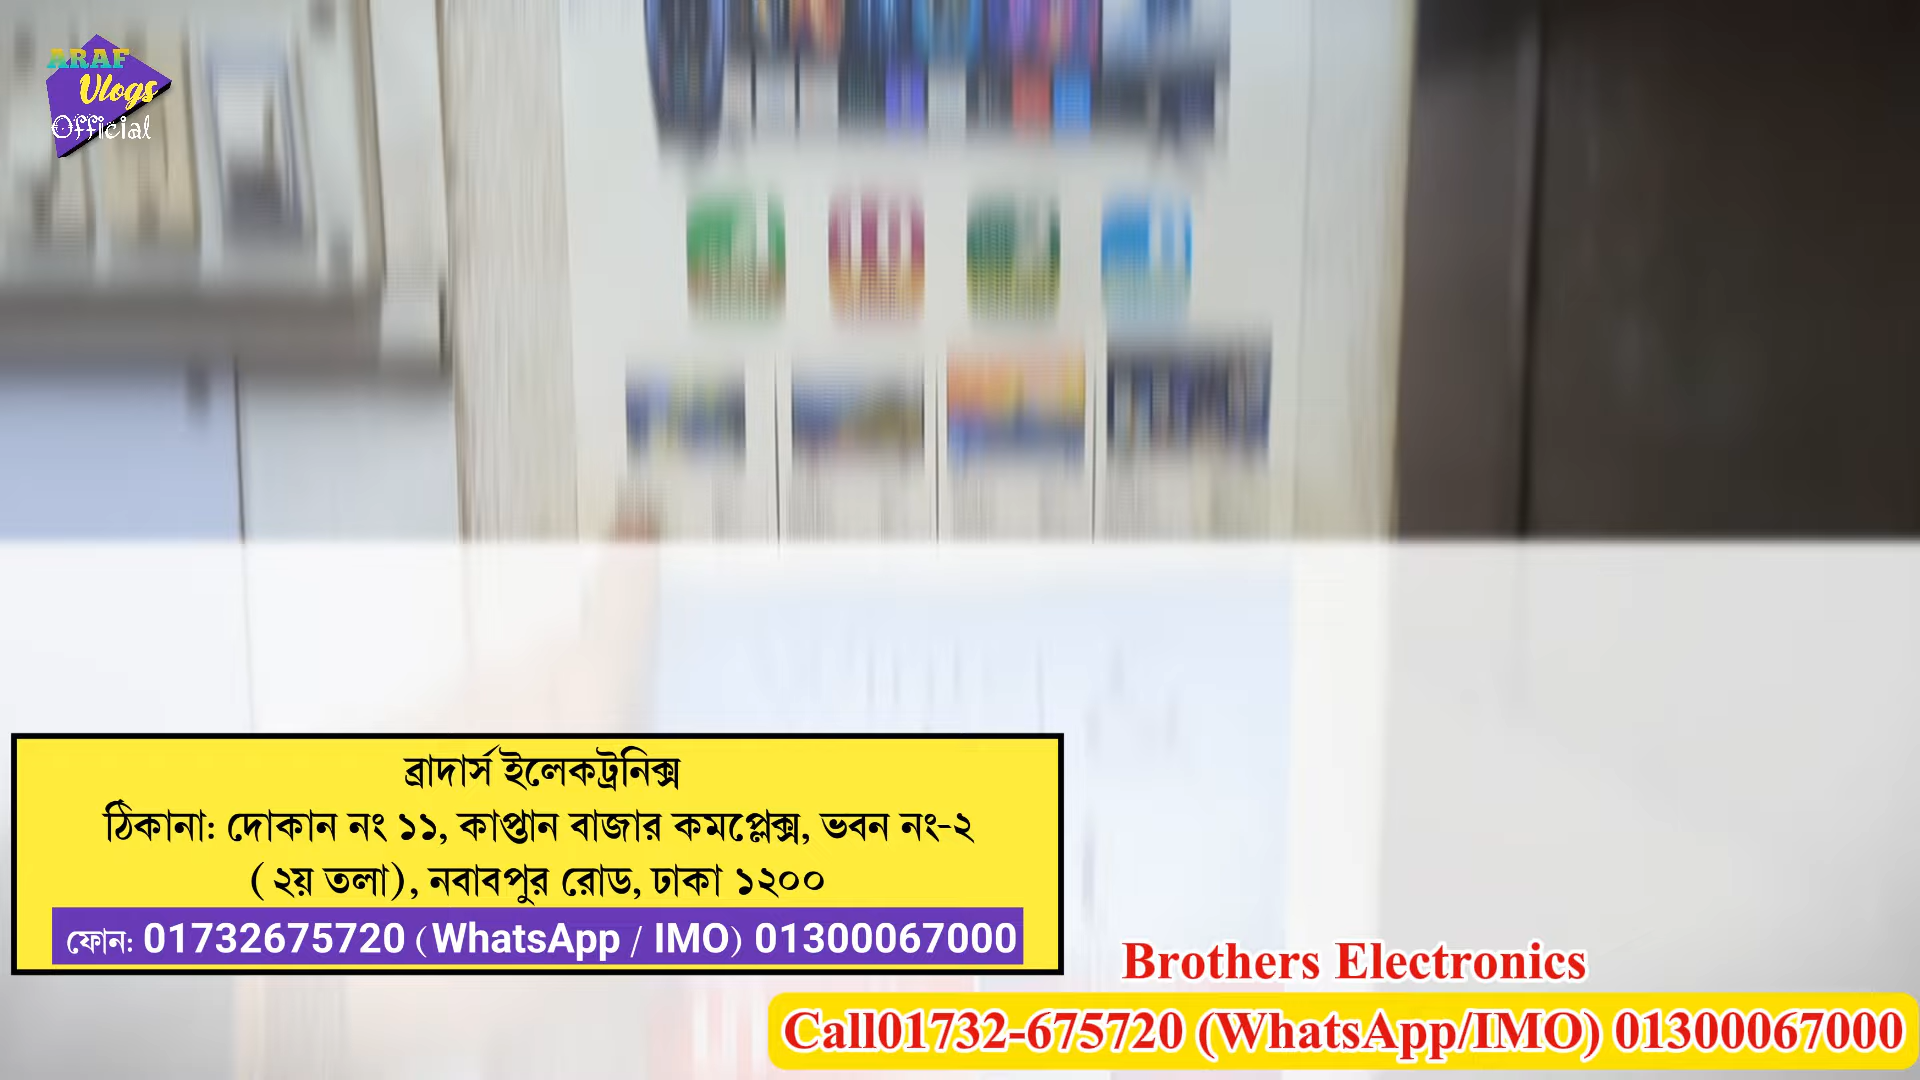 ARAF
Vlogs
Official
ব্রাদার্স ইলেকট্রনিক্স
ঠিকানা: দোকান নং ১১, কাপ্তান বাজার কমপ্লেক্স, ভবন নং-২
(২য় তলা), নবাবপুর রোড, ঢাকা ১২০০
ফোন: 01732675720 (WhatsApp / IMO) 01300067000
Brothers Electronics
Call01732-675720 (WhatsApp/IMO) 01300067000